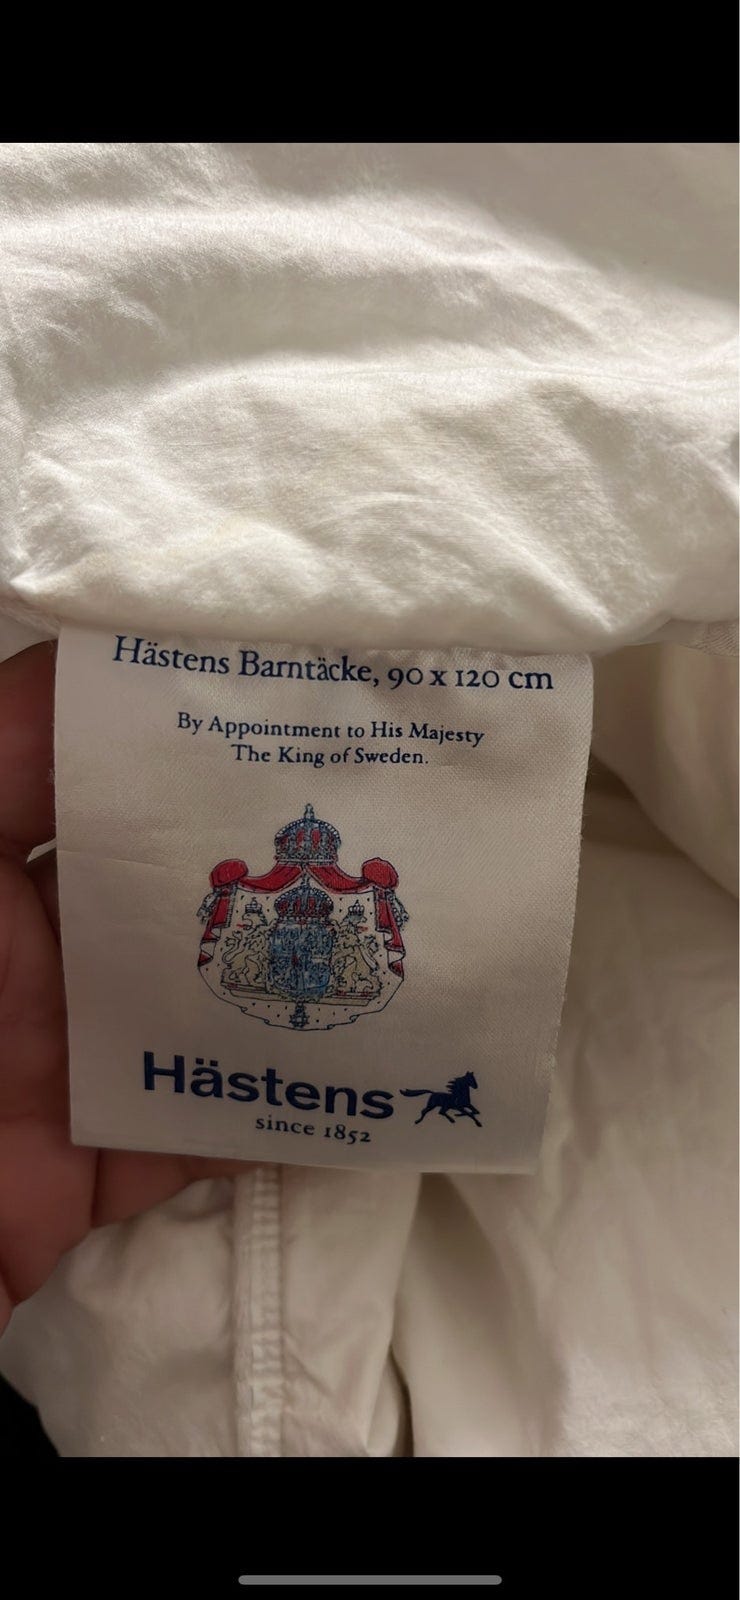 Hästens Barntäcke, 90 x 120 cm
By Appointment to His Majesty
The King of Sweden.
Hästens
since 1852